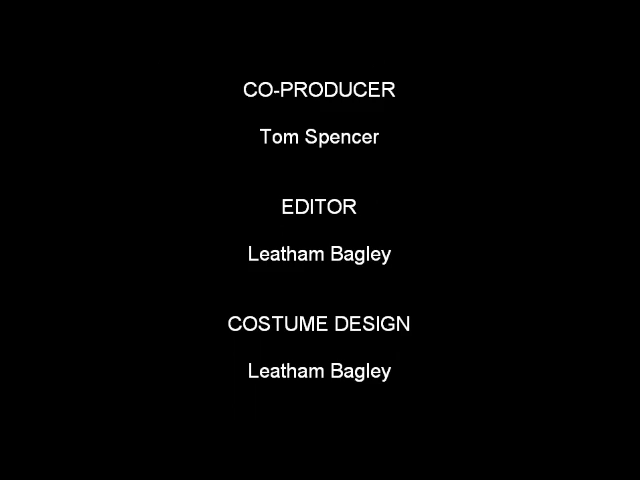 CO-PRODUCER
Tom Spencer
EDITOR
Leatham Bagley
COSTUME DESIGN
Leatham Bagley